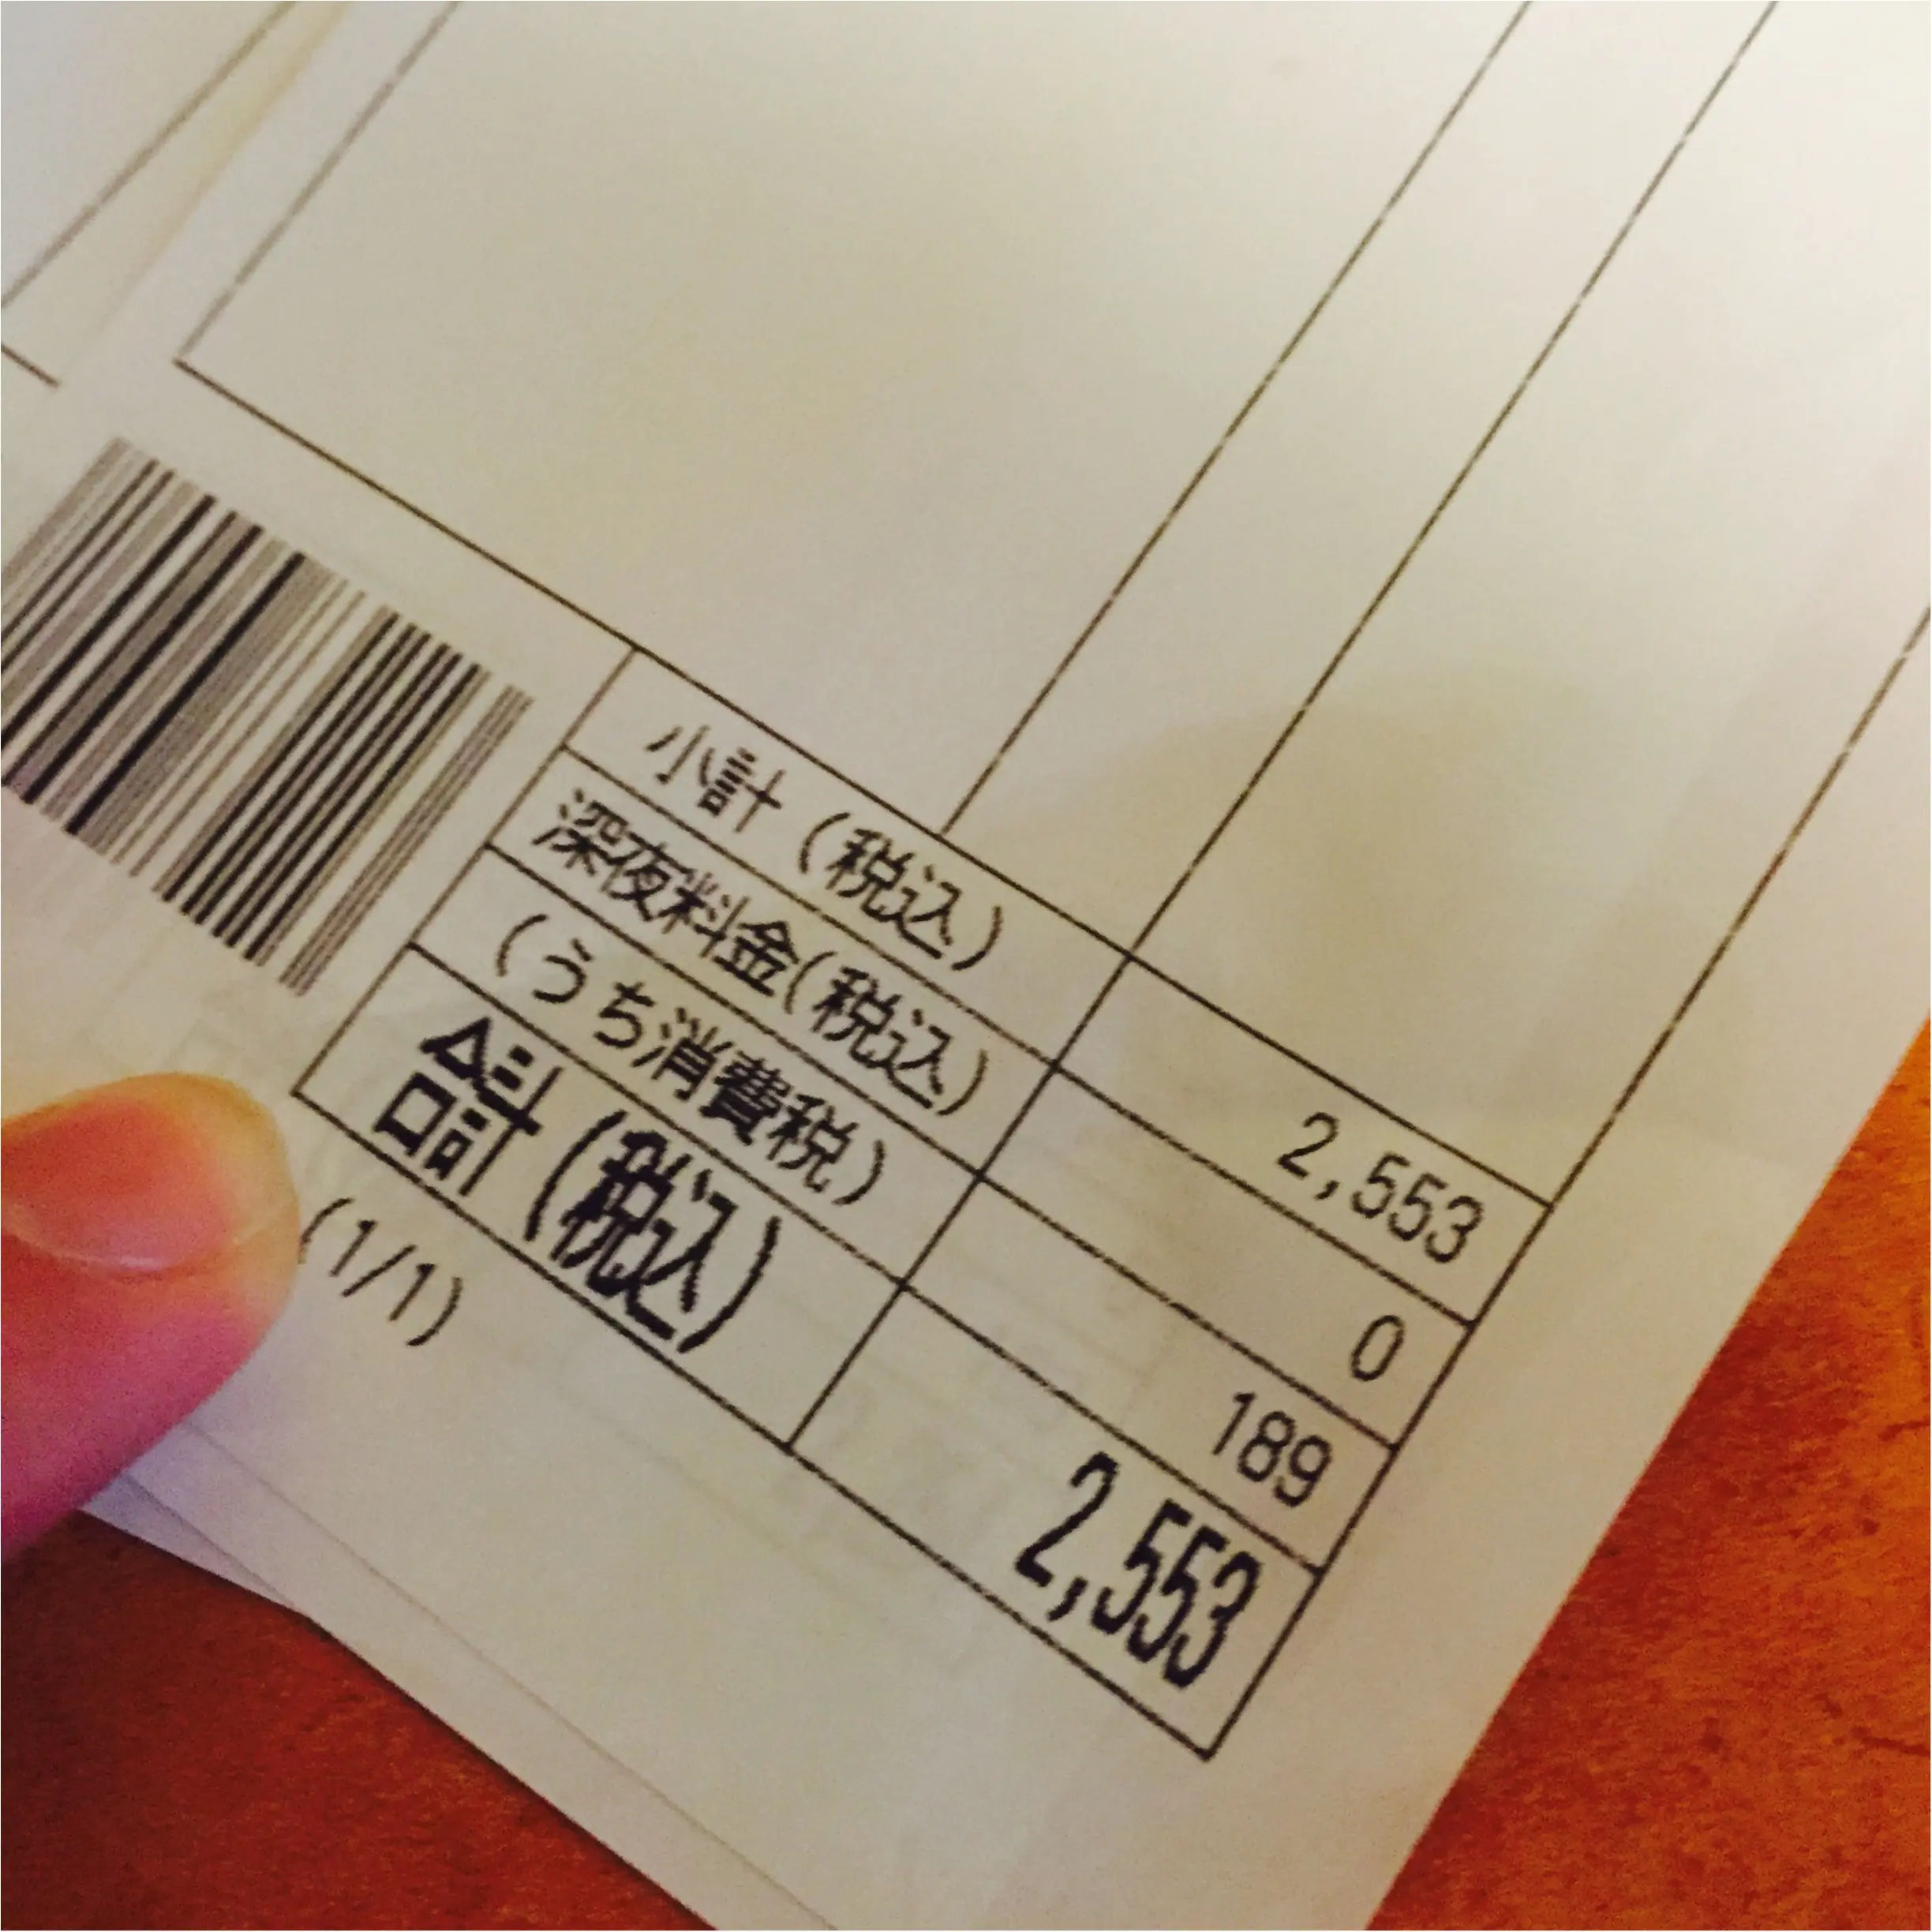 小計（税込） 2,553
深夜料金(税込) 0
（うち消費税） 189
合計（税込） 2,553
(1/1)